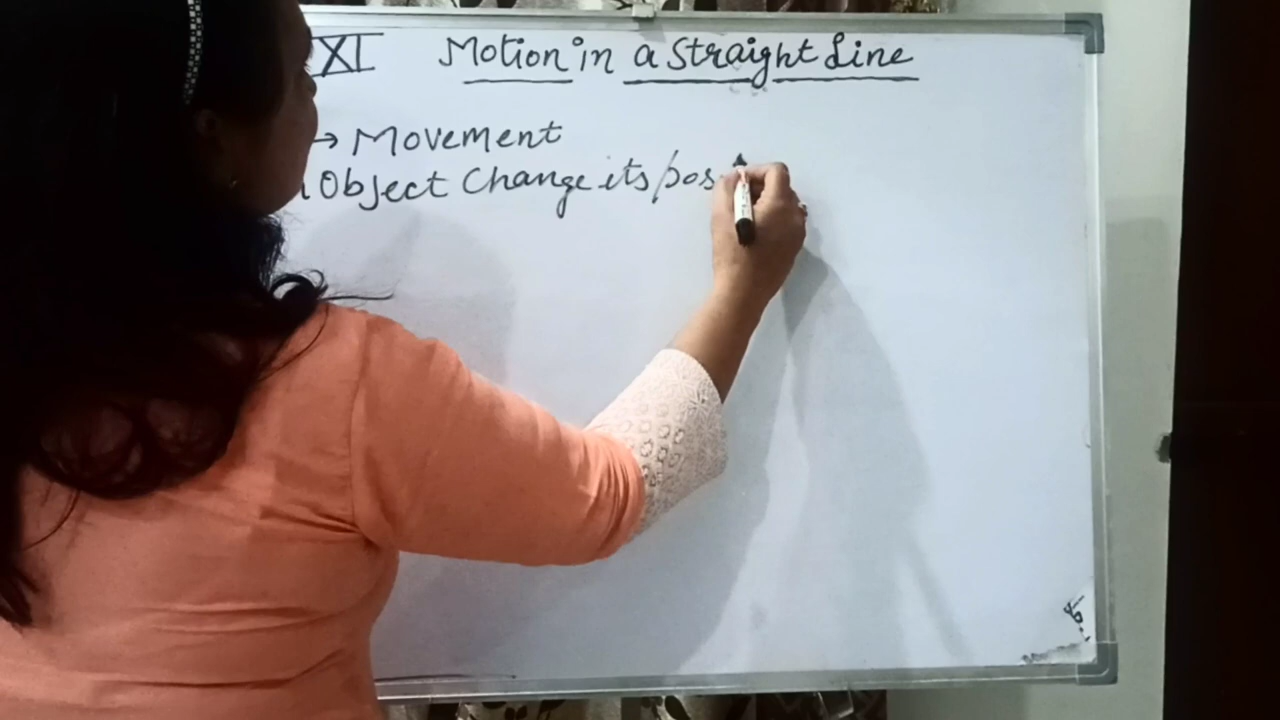 XI Motion in a Straight Line
→ Movement
Object Change its pos